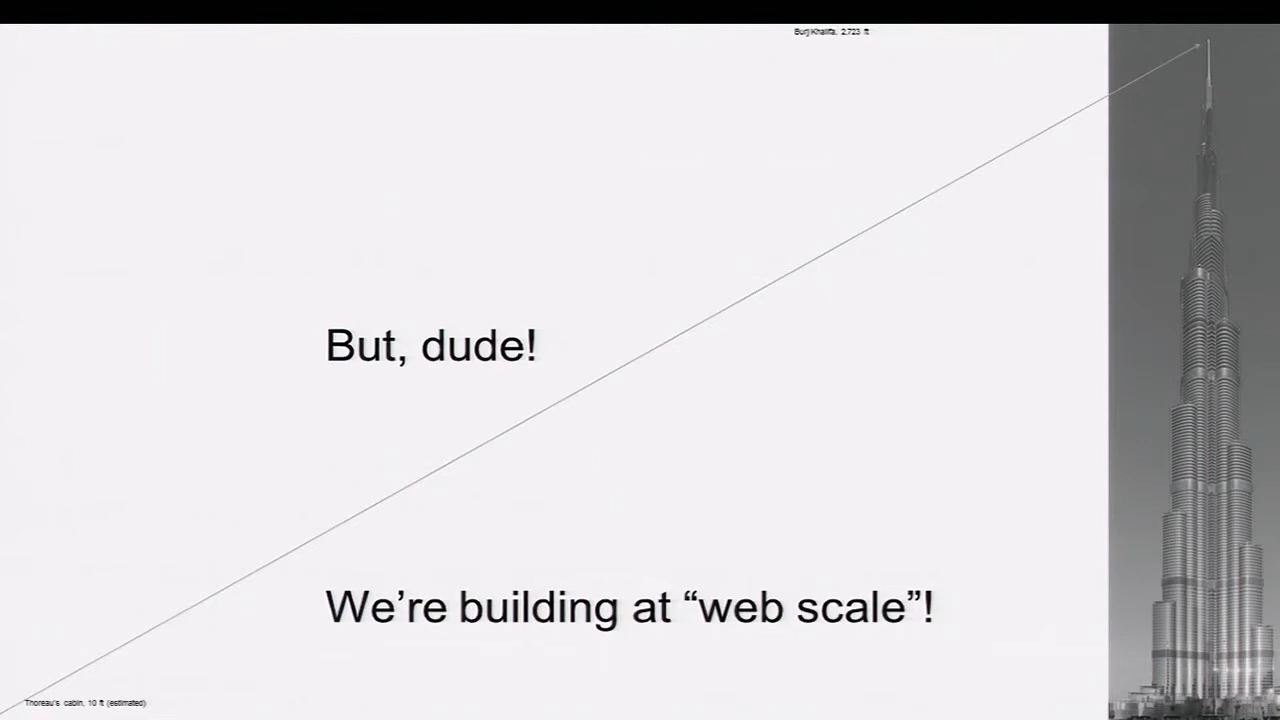 Burj Khalifa, 2,723 ft
But, dude!
We’re building at “web scale”!
Thoreau's cabin, 10 ft (estimated)